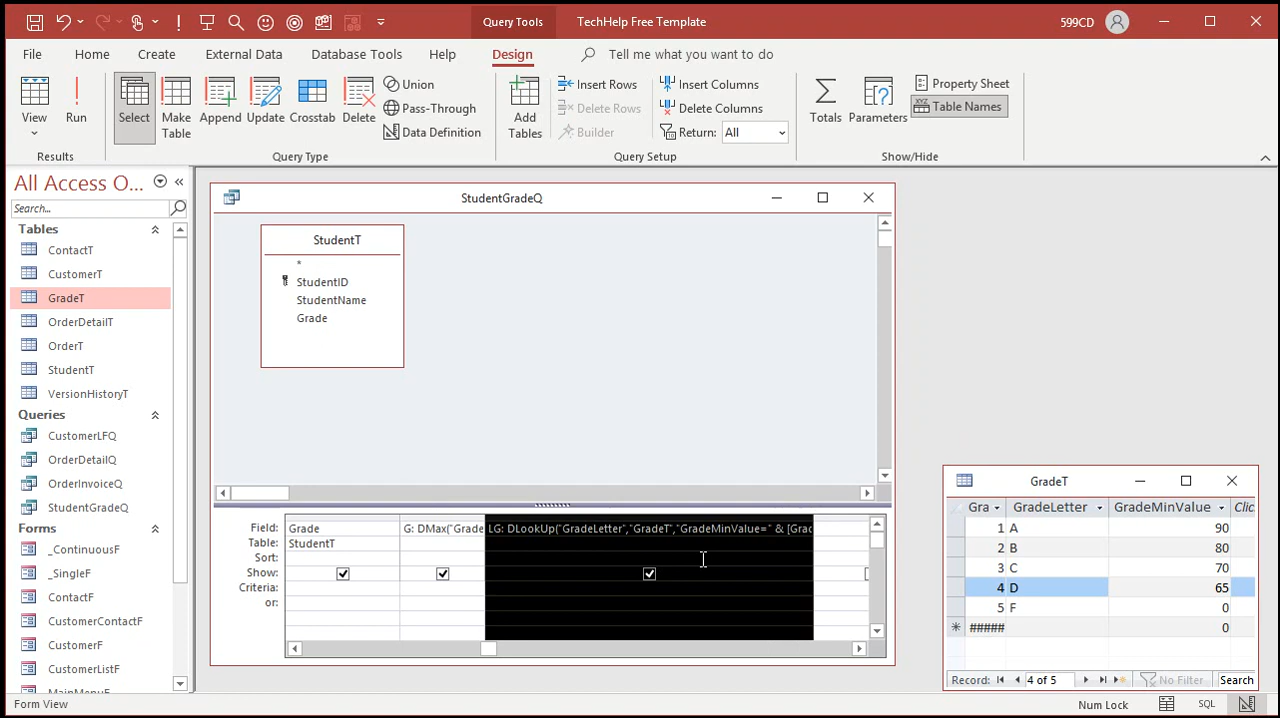 Query Tools
TechHelp Free Template
599CD
File
Home
Create
External Data
Database Tools
Help
Design
Tell me what you want to do
View
Run
Select
Make Table
Append
Update
Crosstab
Delete
Union
Pass-Through
Data Definition
Add Tables
Insert Rows
Delete Rows
Builder
Insert Columns
Delete Columns
Return: All
Totals
Parameters
Property Sheet
Table Names
Results
Query Type
Query Setup
Show/Hide
All Access O...
Search...
Tables
ContactT
CustomerT
GradeT
OrderDetailT
OrderT
StudentT
VersionHistoryT
Queries
CustomerLFQ
OrderDetailQ
OrderInvoiceQ
StudentGradeQ
Forms
_ContinuousF
_SingleF
ContactF
CustomerContactF
CustomerF
CustomerListF
MainMenuF
StudentGradeQ
StudentT
*
StudentID
StudentName
Grade
Field: Grade G: DMax("Grade LG: DLookUp("GradeLetter","GradeT","GradeMinValue=" & [Grad
Table: StudentT
Sort:
Show:
Criteria:
or:
GradeT
Gra GradeLetter GradeMinValue Clic
1 A 90
2 B 80
3 C 70
4 D 65
5 F 0
* ##### 0
Record: 4 of 5 No Filter Search
Form View
Num Lock
SQL